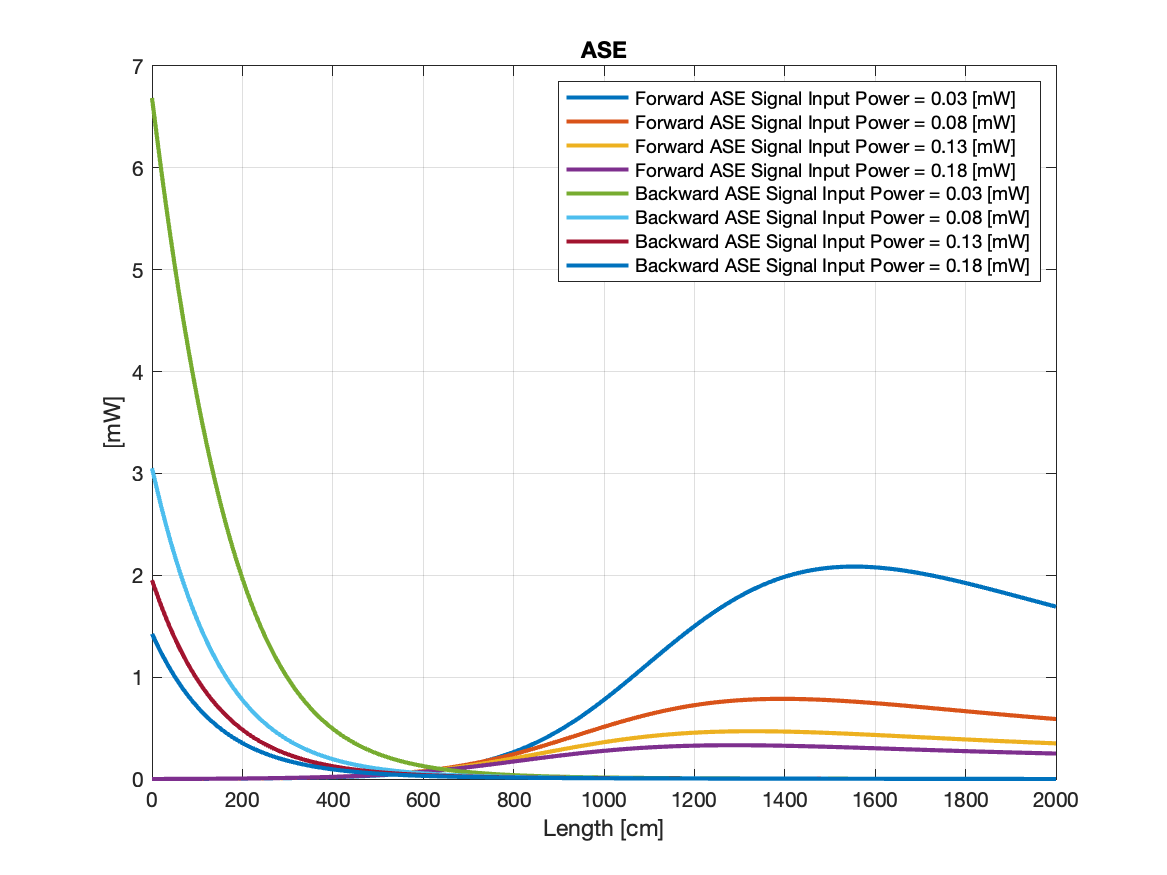 ASE
7
6
5
4
3
2
1
0
[mW]
Forward ASE Signal Input Power = 0.03 [mW]
Forward ASE Signal Input Power = 0.08 [mW]
Forward ASE Signal Input Power = 0.13 [mW]
Forward ASE Signal Input Power = 0.18 [mW]
Backward ASE Signal Input Power = 0.03 [mW]
Backward ASE Signal Input Power = 0.08 [mW]
Backward ASE Signal Input Power = 0.13 [mW]
Backward ASE Signal Input Power = 0.18 [mW]
0 200 400 600 800 1000 1200 1400 1600 1800 2000
Length [cm]